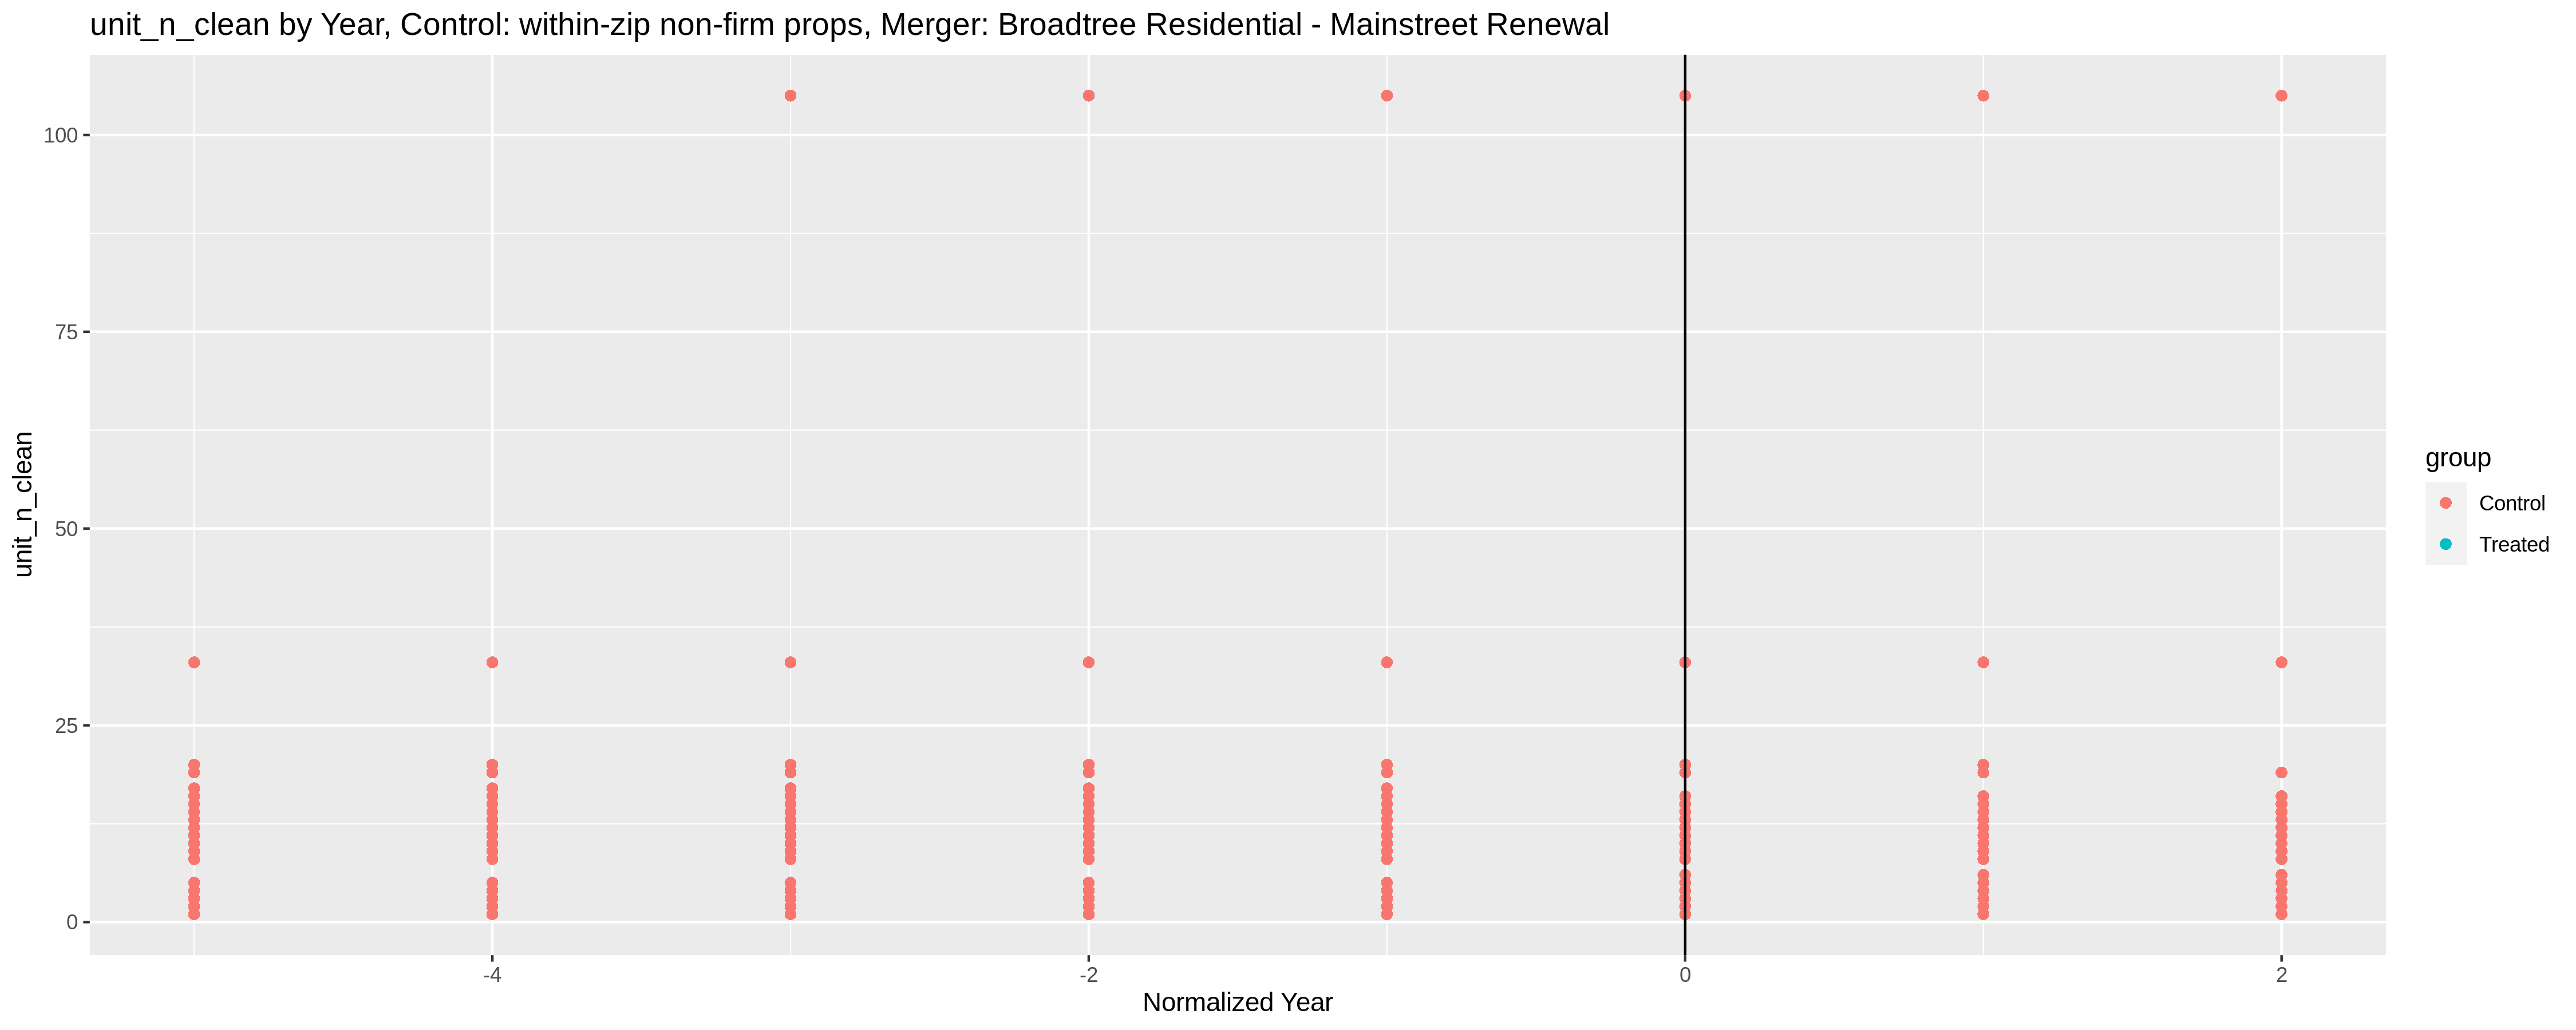 unit_n_clean by Year, Control: within-zip non-firm props, Merger: Broadtree Residential - Mainstreet Renewal
unit_n_clean
100
75
50
25
0
-4
-2
0
2
Normalized Year
group
Control
Treated